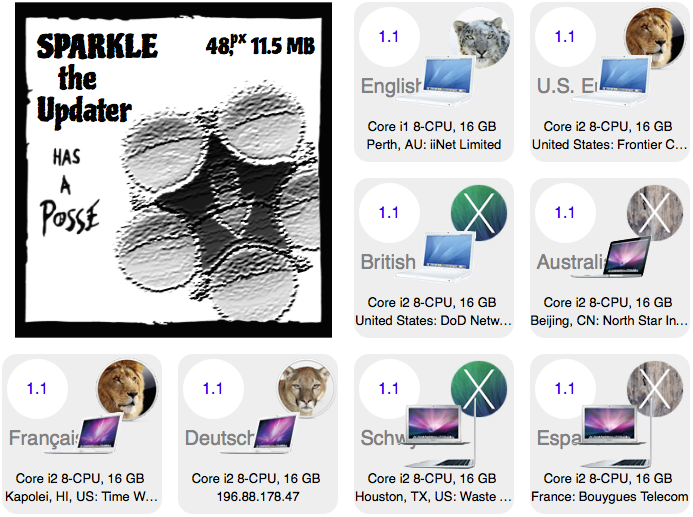 SPARKLE
the
Updater
48,px 11.5 MB
HAS
A
POSSE
1.1
English
Core i1 8-CPU, 16 GB
Perth, AU: iiNet Limited
1.1
U.S. En
Core i2 8-CPU, 16 GB
United States: Frontier C…
1.1
British
Core i2 8-CPU, 16 GB
United States: DoD Netw…
1.1
Australia
Core i2 8-CPU, 16 GB
Beijing, CN: North Star In…
1.1
Français
Core i2 8-CPU, 16 GB
Kapolei, HI, US: Time W…
1.1
Deutsch
Core i2 8-CPU, 16 GB
196.88.178.47
1.1
Schw
Core i2 8-CPU, 16 GB
Houston, TX, US: Waste …
1.1
Espa
Core i2 8-CPU, 16 GB
France: Bouygues Telecom